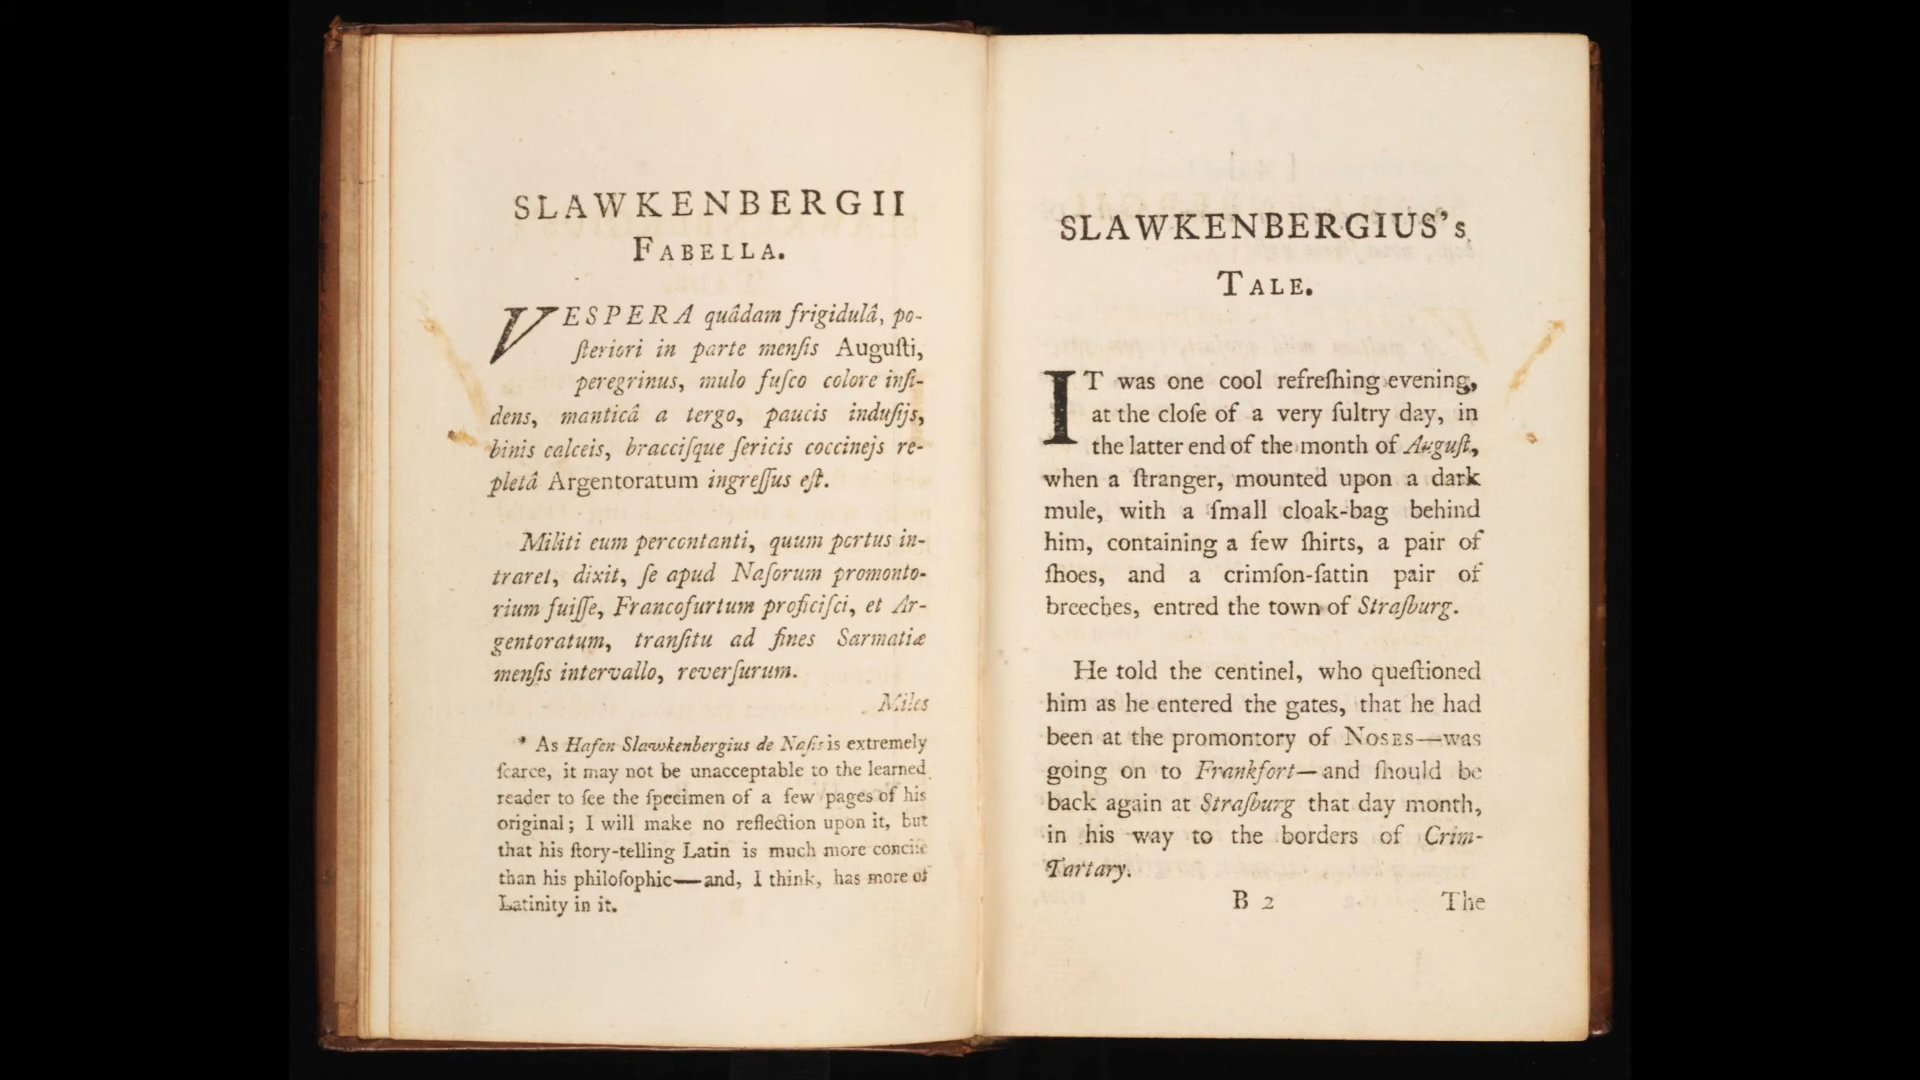 SLAWKENBERGII
FABELLA.
VESPERA quâdam frigidulâ, po-
ſteriori in parte menſis Auguſti,
peregrinus, mulo fuſco colore inſi-
dens, manticâ a tergo, paucis induſijs,
binis calceis, bracciſque ſericis coccinejs re-
pletâ Argentoratum ingreſſus eſt.
Militi eum percontanti, quum portus in-
traret, dixit, ſe apud Naſorum promonto-
rium fuiſſe, Francofurtum proficiſci, et Ar-
gentoratum, tranſitu ad fines Sarmatiæ
menſis intervallo, reverſurum.
Miles
* As Hafen Slawkenbergius de Naſis is extremely
ſcarce, it may not be unacceptable to the learned
reader to ſee the ſpecimen of a few pages of his
original; I will make no reflection upon it, but
that his ſtory-telling Latin is much more conciſe
than his philoſophic—and, I think, has more of
Latinity in it.
SLAWKENBERGIUS's
TALE.
IT was one cool refreſhing evening,
at the cloſe of a very ſultry day, in
the latter end of the month of Auguſt,
when a ſtranger, mounted upon a dark
mule, with a ſmall cloak-bag behind
him, containing a few ſhirts, a pair of
ſhoes, and a crimſon-ſattin pair of
breeches, entred the town of Straſburg.
He told the centinel, who queſtioned
him as he entered the gates, that he had
been at the promontory of NOSES—was
going on to Frankfort—and ſhould be
back again at Straſburg that day month,
in his way to the borders of Crim-
Tartary.
B 2
The